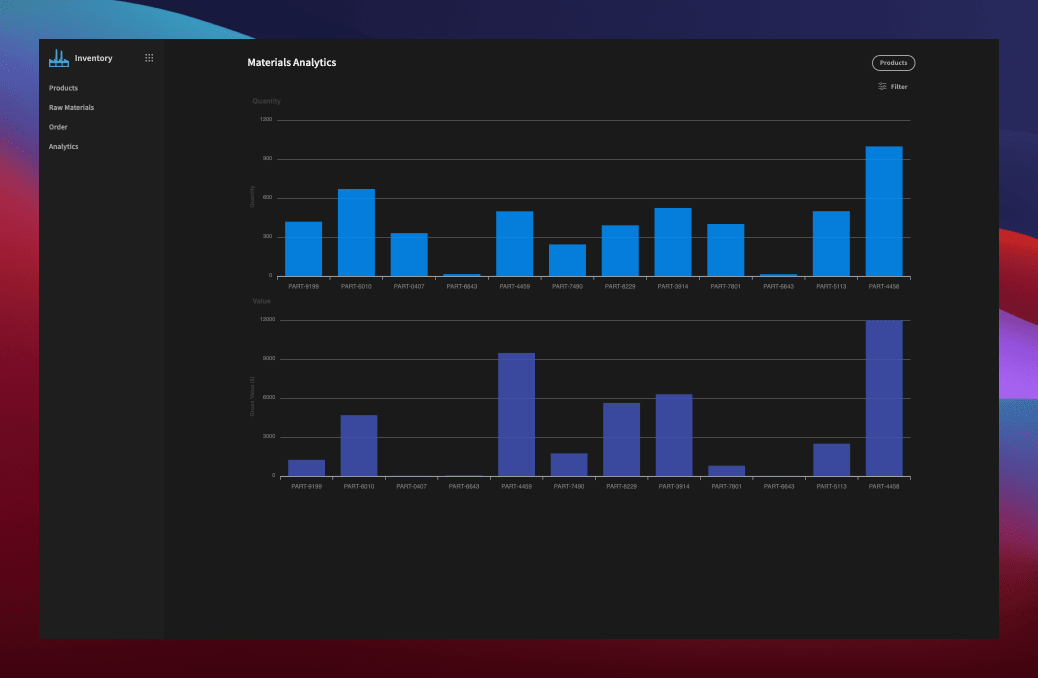 Inventory
Products
Raw Materials
Order
Analytics
Materials Analytics
Products
Filter
Quantity
Quantity
1200
900
600
300
0
PART-9199 PART-6010 PART-0407 PART-6643 PART-4459 PART-7490 PART-8229 PART-3914 PART-7801 PART-6643 PART-5113 PART-4458
Value
Gross Value ($)
12000
9000
6000
3000
0
PART-9199 PART-6010 PART-0407 PART-6643 PART-4459 PART-7490 PART-8229 PART-3914 PART-7801 PART-6643 PART-5113 PART-4458